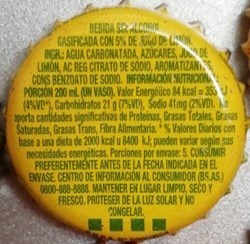 BEBIDA SIN ALCOHOL
GASIFICADA CON 5% DE JUGO DE LIMÓN.
INGR.: AGUA CARBONATADA, AZÚCARES, JUGO DE
LIMÓN, AC REG CITRATO DE SODIO, AROMATIZANTE,
CONS BENZOATO DE SODIO. INFORMACIÓN NUTRICIONAL:
PORCIÓN 200 mL (UN VASO). Valor Energético 84 kcal = 353 kJ
(4%VD*), Carbohidratos 21 g (7%VD), Sodio 41mg (2%VD). No
aporta cantidades significativas de Proteínas, Grasas Totales, Grasas
Saturadas, Grasas Trans, Fibra Alimentaria. * % Valores Diarios con
base a una dieta de 2000 kcal u 8400 kJ; pueden variar según sus
necesidades energéticas. Porciones por envase: 5. CONSUMIR
PREFERENTEMENTE ANTES DE LA FECHA INDICADA EN EL
ENVASE. CENTRO DE INFORMACIÓN AL CONSUMIDOR (BS.AS.)
0800-888-8888. MANTENER EN LUGAR LIMPIO, SECO Y
FRESCO. PROTEGER DE LA LUZ SOLAR Y NO
CONGELAR.